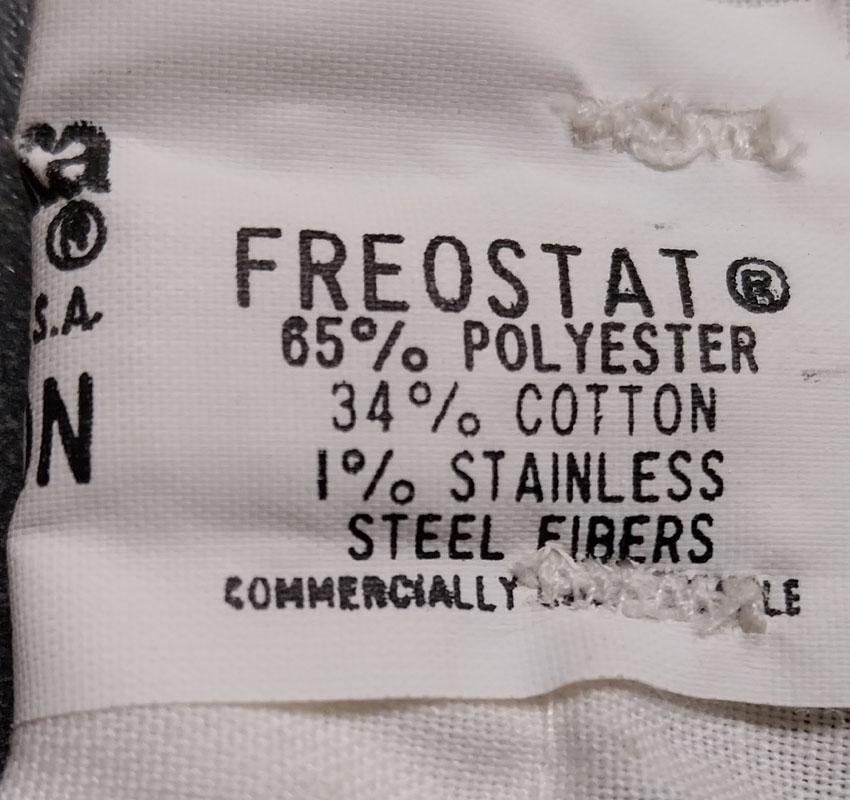 a
®
S.A.
N
FREOSTAT®
65% POLYESTER
34% COTTON
1% STAINLESS
STEEL FIBERS
COMMERCIALLY